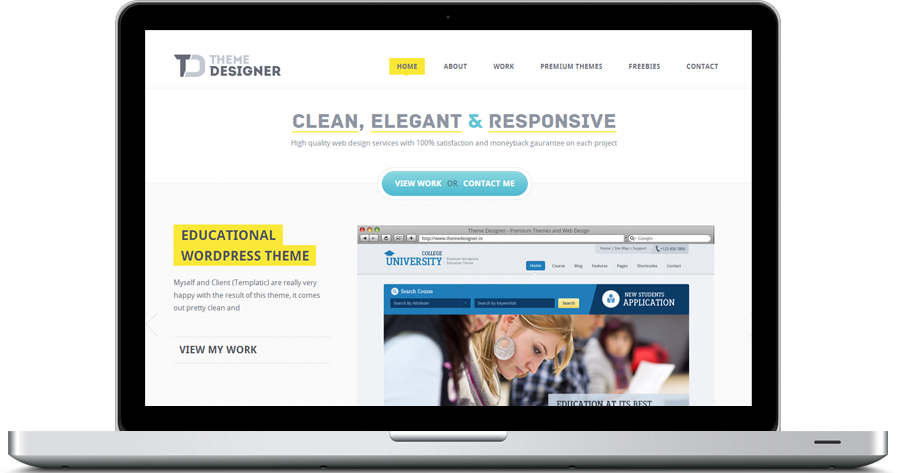 THEME
DESIGNER
HOME
ABOUT
WORK
PREMIUM THEMES
FREEBIES
CONTACT
CLEAN, ELEGANT & RESPONSIVE
High quality web design services with 100% satisfaction and moneyback gaurantee on each project
VIEW WORK OR CONTACT ME
EDUCATIONAL
WORDPRESS THEME
Myself and Client (Templatic) are really very
happy with the result of this theme, it comes
out pretty clean and
VIEW MY WORK
Theme Designer - Premium Themes and Web Design
http://www.themedesigner.in
Google
Home | Site Map | Support
+123 456 7890
COLLEGE
UNIVERSITY
Premium Wordpress
Education Theme
Home
Course
Blog
Features
Pages
Shortcodes
Contact
Search Course
Search by Attribute
Search by Keywords
Search
NEW STUDENTS
APPLICATION
EDUCATION AT ITS BEST